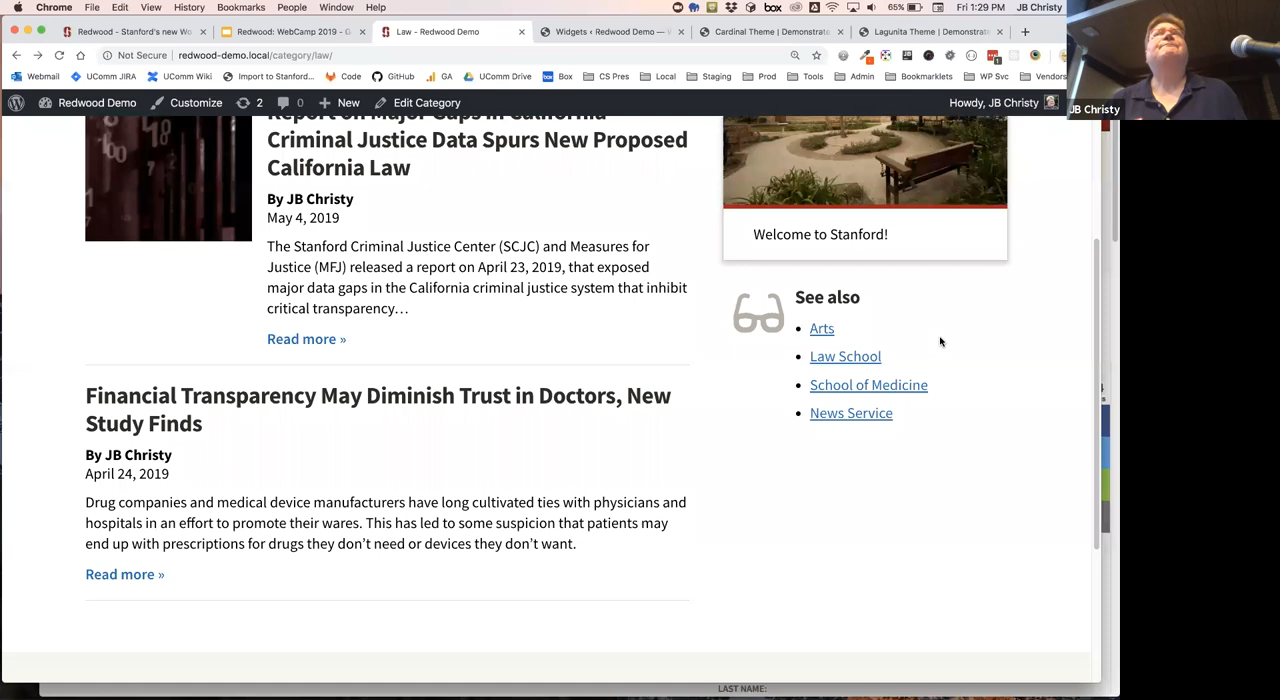 Chrome File Edit View History Bookmarks People Window Help box 65% Fri 1:29 PM JB Christy
Redwood - Stanford's new Wo × Redwood: WebCamp 2019 - G × Law - Redwood Demo × Widgets ‹ Redwood Demo — × Cardinal Theme | Demonstrat × Lagunita Theme | Demonstrat × +
Not Secure | redwood-demo.local/category/law/
Webmail UComm JIRA UComm Wiki Import to Stanford... Code GitHub GA UComm Drive box Box CS Pres Local Staging Prod Tools Admin Bookmarklets WP Svc Vendors
Redwood Demo Customize 2 0 + New Edit Category Howdy, JB Christy
JB Christy
Report on Major Gaps in California
Criminal Justice Data Spurs New Proposed
California Law
By JB Christy
May 4, 2019
The Stanford Criminal Justice Center (SCJC) and Measures for
Justice (MFJ) released a report on April 23, 2019, that exposed
major data gaps in the California criminal justice system that inhibit
critical transparency…
Read more »
Financial Transparency May Diminish Trust in Doctors, New
Study Finds
By JB Christy
April 24, 2019
Drug companies and medical device manufacturers have long cultivated ties with physicians and
hospitals in an effort to promote their wares. This has led to some suspicion that patients may
end up with prescriptions for drugs they don't need or devices they don't want.
Read more »
Welcome to Stanford!
See also
• Arts
• Law School
• School of Medicine
• News Service
LAST NAME: